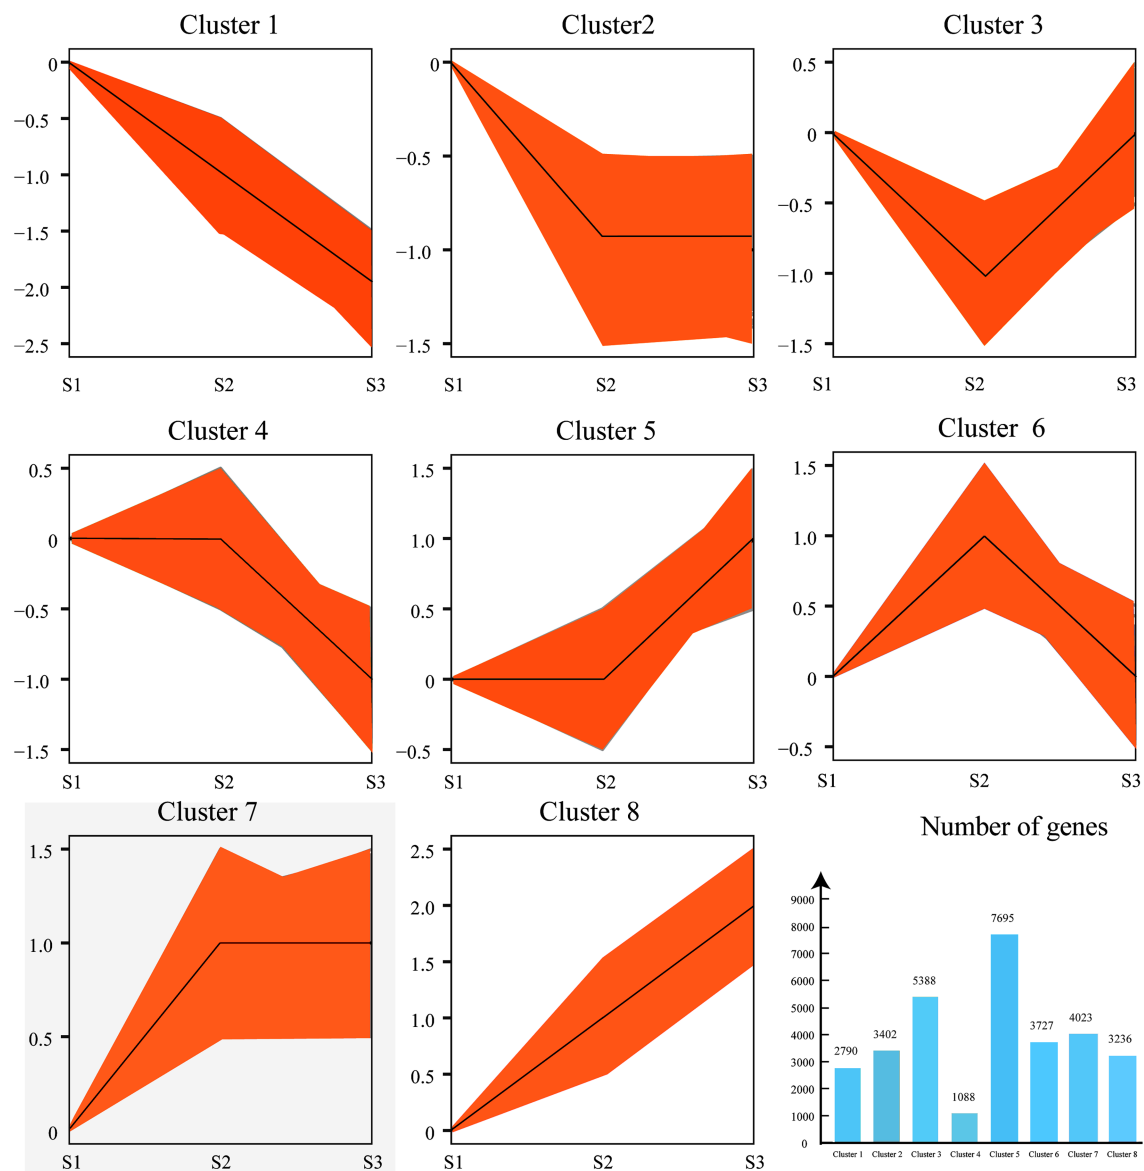 Cluster 1
0
−0.5
−1.0
−1.5
−2.0
−2.5
S1 S2 S3
Cluster2
0
−0.5
−1.0
−1.5
S1 S2 S3
Cluster 3
0.5
0
−0.5
−1.0
−1.5
S1 S2 S3
Cluster 4
0.5
0
−0.5
−1.0
−1.5
S1 S2 S3
Cluster 5
1.5
1.0
0.5
0
−0.5
S1 S2 S3
Cluster 6
1.5
1.0
0.5
0
−0.5
S1 S2 S3
Cluster 7
1.5
1.0
0.5
0
S1 S2 S3
Cluster 8
2.5
2.0
1.5
1.0
0.5
0
S1 S2 S3
Number of genes
9000
8000
7000
6000
5000
4000
3000
2000
1000
0
2790 3402 5388 1088 7695 3727 4023 3236
Cluster 1 Cluster 2 Cluster 3 Cluster 4 Cluster 5 Cluster 6 Cluster 7 Cluster 8